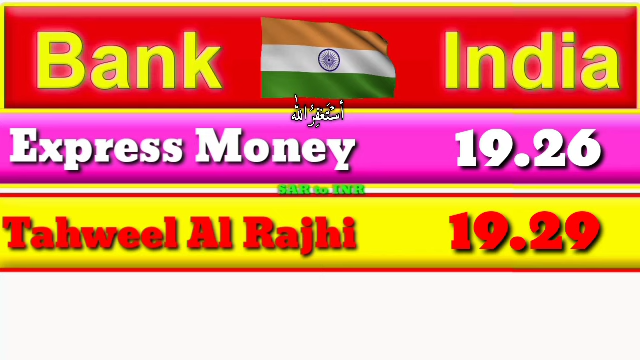 Bank India
أستغفر الله
Express Money 19.26
SAR to INR
Tahweel Al Rajhi 19.29